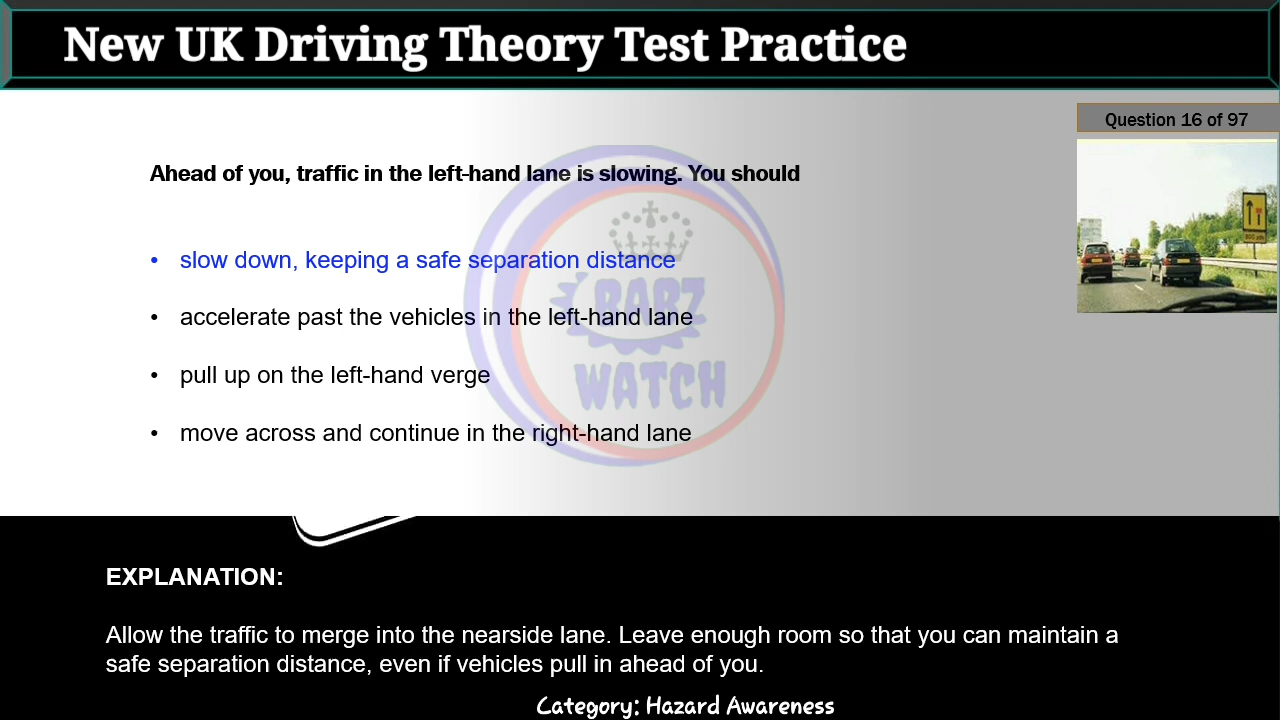 New UK Driving Theory Test Practice
Question 16 of 97
Ahead of you, traffic in the left-hand lane is slowing. You should
• slow down, keeping a safe separation distance
• accelerate past the vehicles in the left-hand lane
• pull up on the left-hand verge
• move across and continue in the right-hand lane
BABZ
WATCH
EXPLANATION:
Allow the traffic to merge into the nearside lane. Leave enough room so that you can maintain a
safe separation distance, even if vehicles pull in ahead of you.
Category: Hazard Awareness